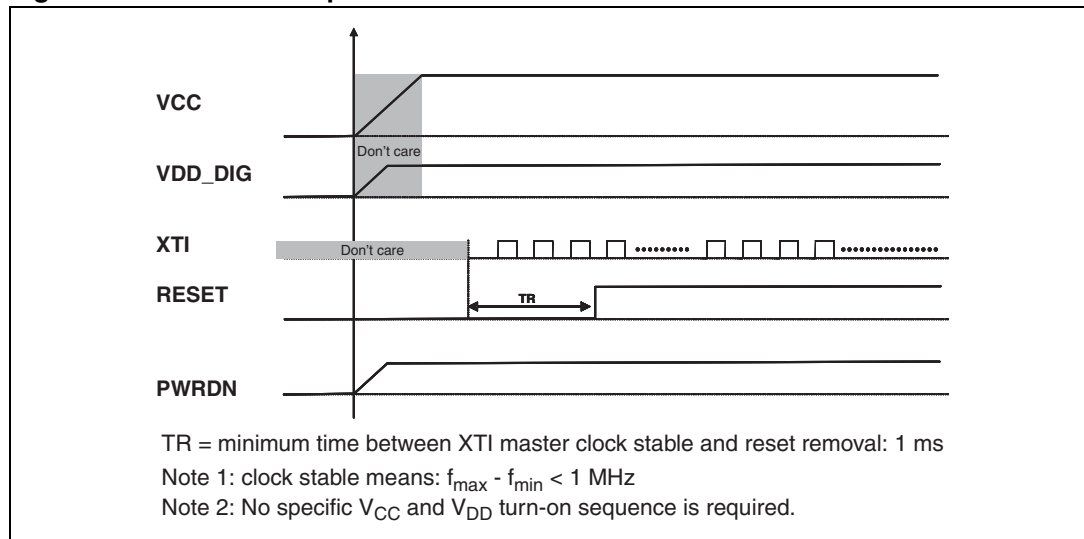 VCC
Don't care
VDD_DIG
XTI
Don't care
RESET
TR
PWRDN
TR = minimum time between XTI master clock stable and reset removal: 1 ms
Note 1: clock stable means: fmax - fmin < 1 MHz
Note 2: No specific VCC and VDD turn-on sequence is required.